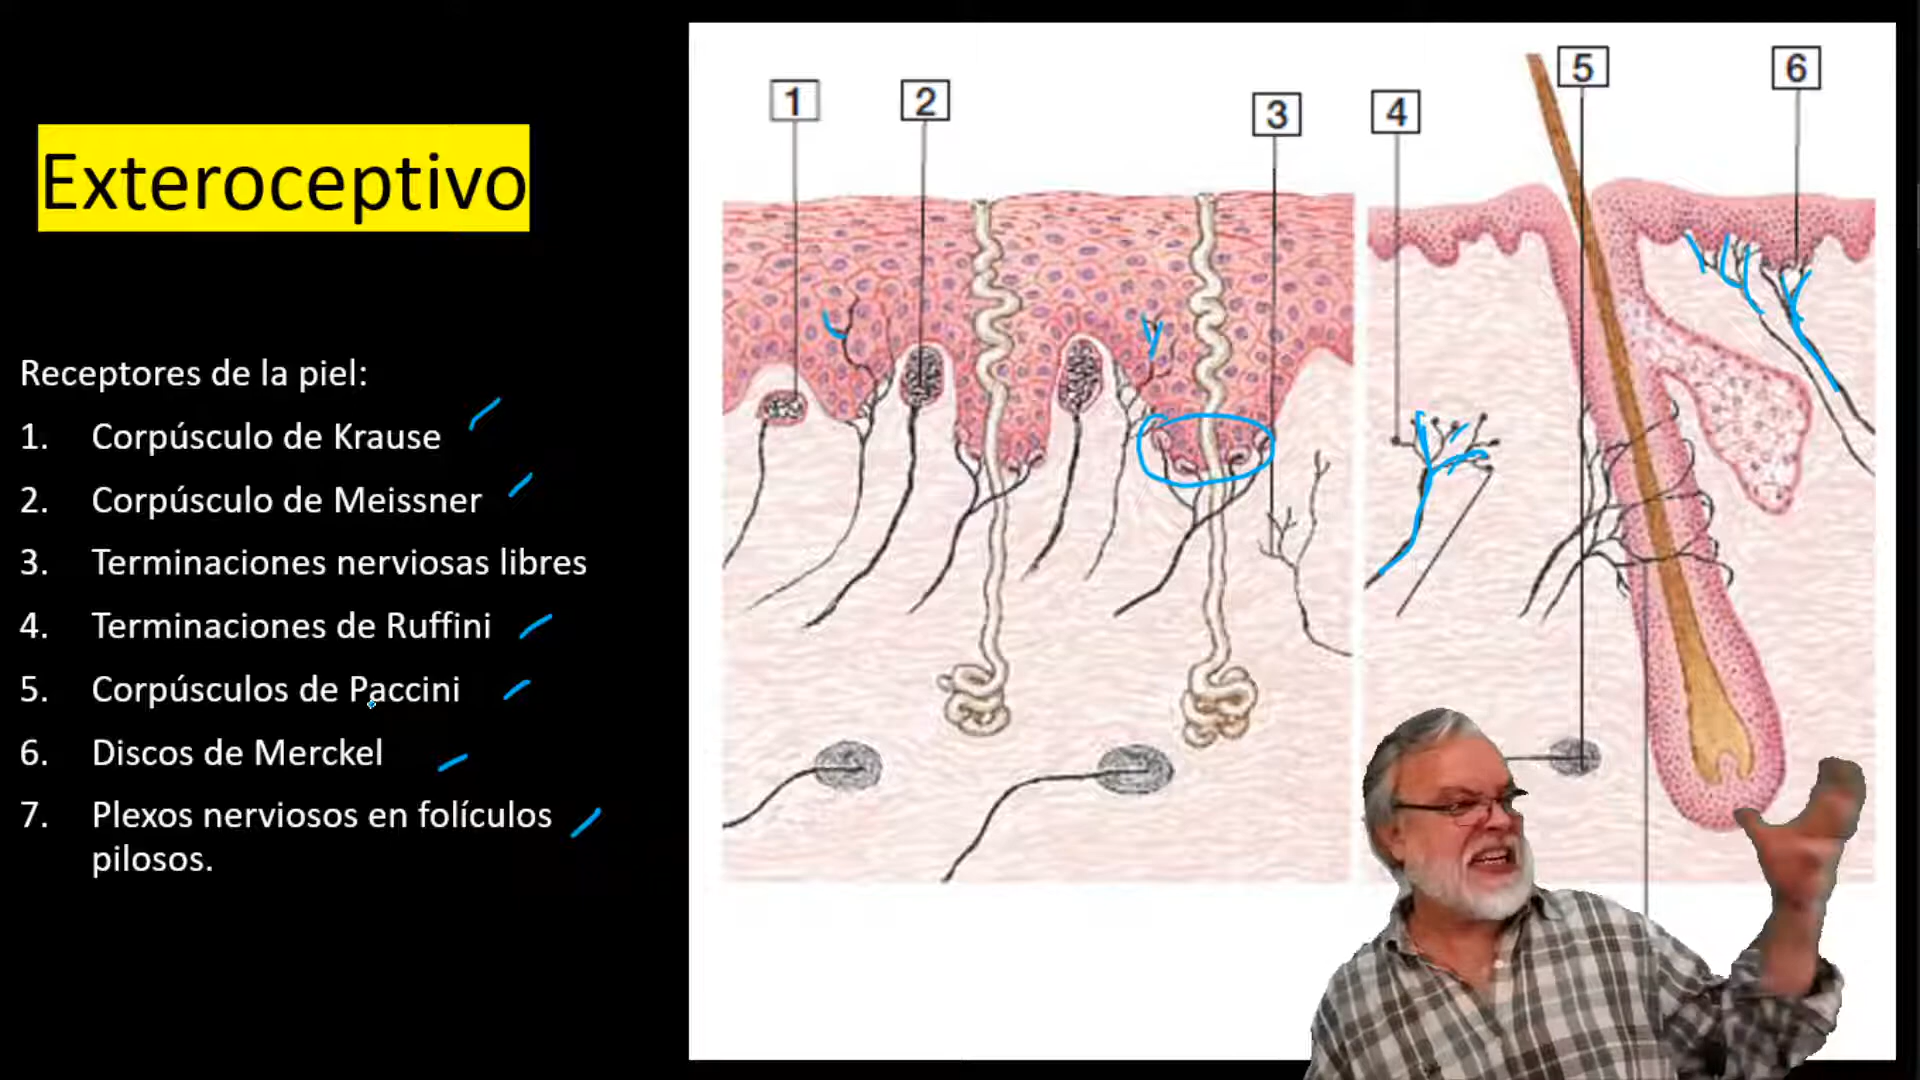 Exteroceptivo
Receptores de la piel:
1. Corpúsculo de Krause
2. Corpúsculo de Meissner
3. Terminaciones nerviosas libres
4. Terminaciones de Ruffini
5. Corpúsculos de Paccini
6. Discos de Merckel
7. Plexos nerviosos en folículos
pilosos.
1
2
3
4
5
6